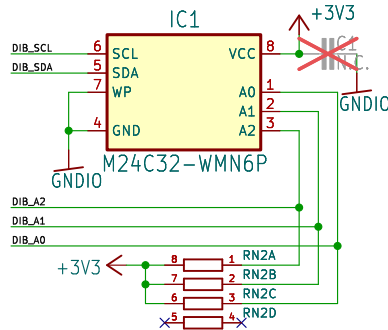 IC1
+3V3
DIB_SCL
6 SCL VCC 8
C1
N.C.
DIB_SDA
5 SDA
7 WP A0 1
A1 2
GNDIO
4 GND A2 3
M24C32-WMN6P
GNDIO
DIB_A2
DIB_A1
DIB_A0
RN2A
+3V3
8 1
RN2B
7 2
RN2C
6 3
RN2D
5 4